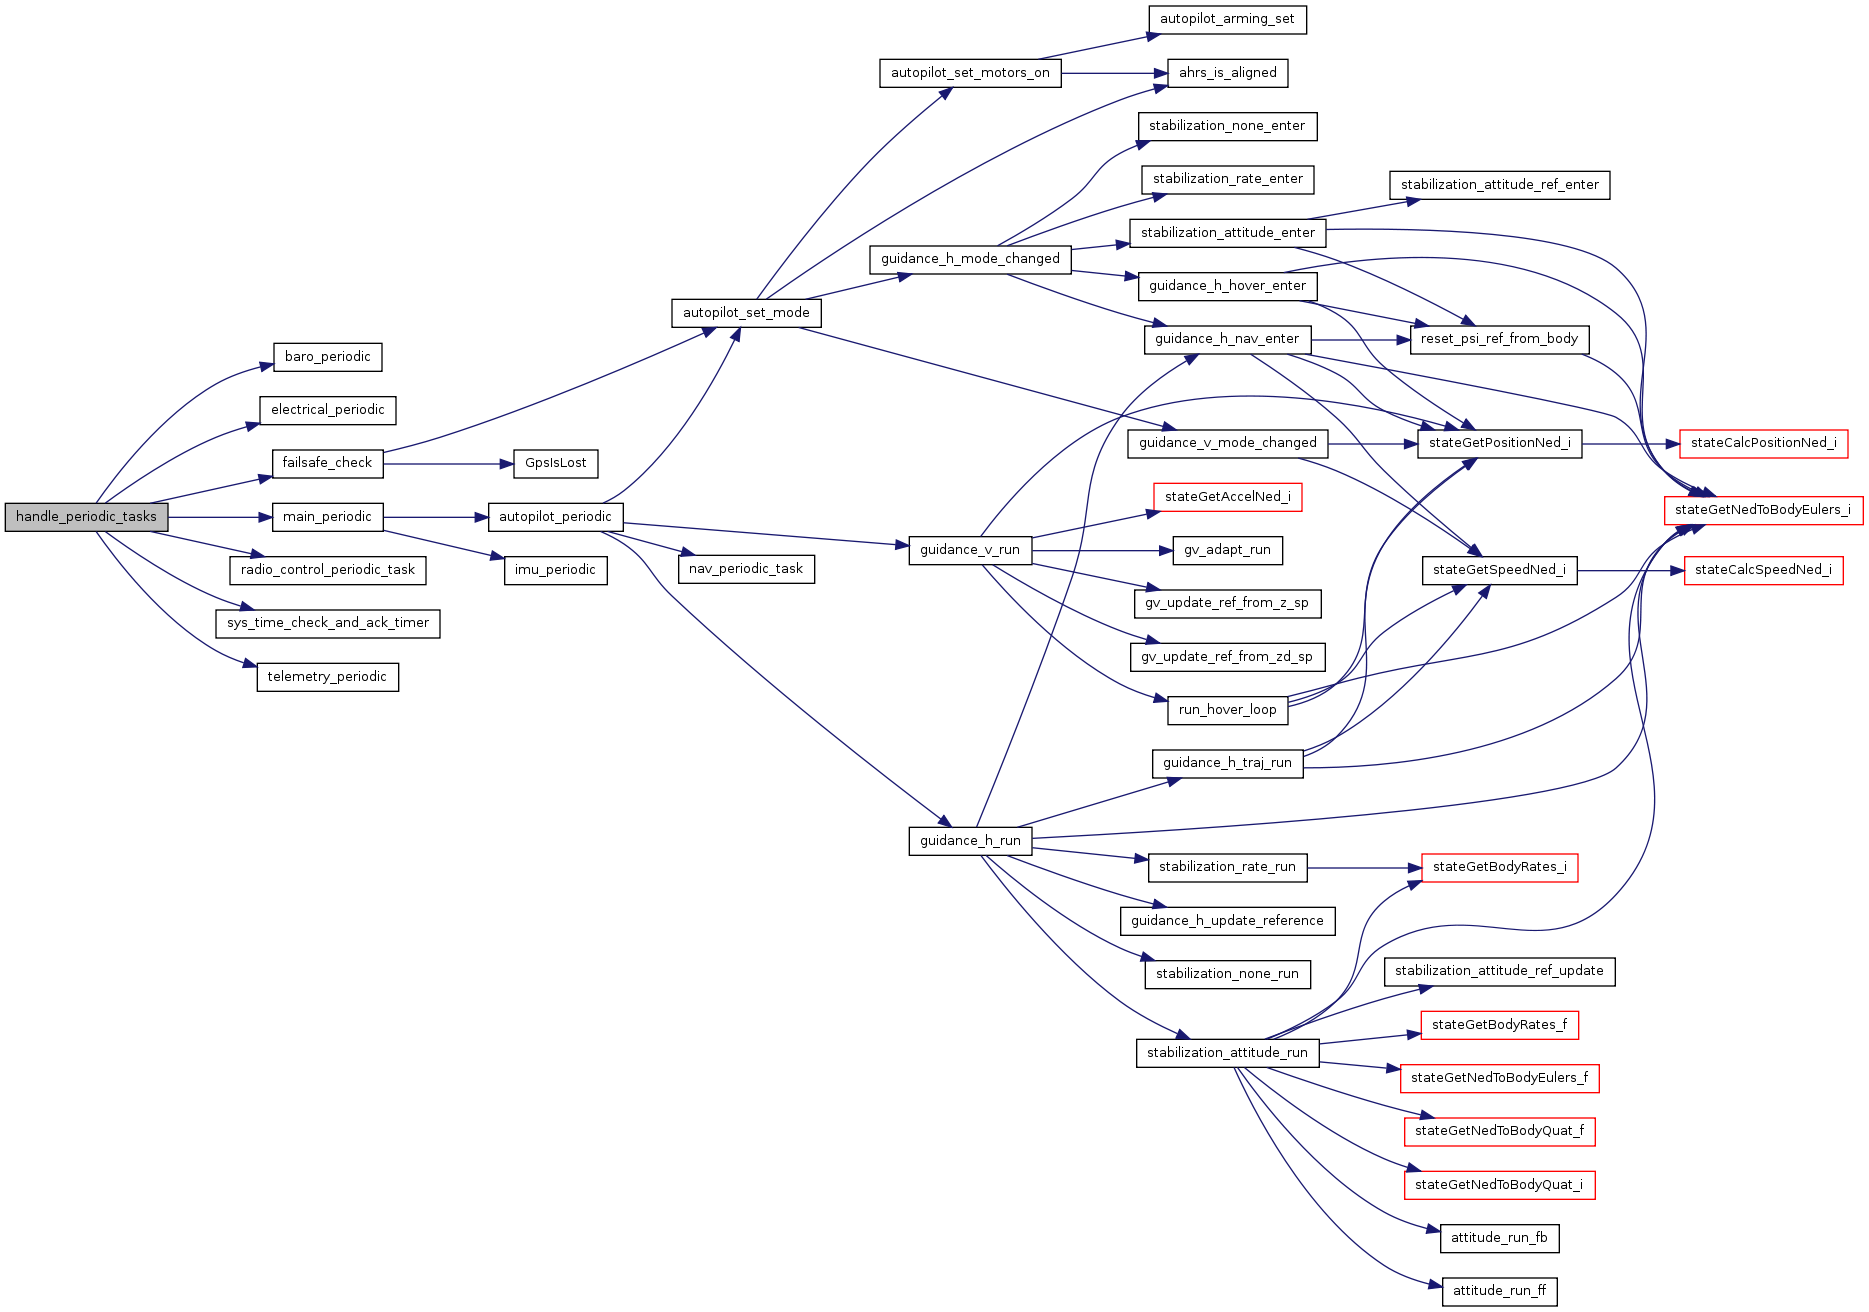 autopilot_arming_set
autopilot_set_motors_on
ahrs_is_aligned
stabilization_none_enter
stabilization_rate_enter
stabilization_attitude_ref_enter
stabilization_attitude_enter
guidance_h_mode_changed
guidance_h_hover_enter
autopilot_set_mode
guidance_h_nav_enter
reset_psi_ref_from_body
baro_periodic
electrical_periodic
guidance_v_mode_changed
stateGetPositionNed_i
stateCalcPositionNed_i
failsafe_check
GpsIsLost
stateGetAccelNed_i
stateGetNedToBodyEulers_i
handle_periodic_tasks
main_periodic
autopilot_periodic
guidance_v_run
gv_adapt_run
radio_control_periodic_task
imu_periodic
nav_periodic_task
stateGetSpeedNed_i
stateCalcSpeedNed_i
gv_update_ref_from_z_sp
sys_time_check_and_ack_timer
gv_update_ref_from_zd_sp
telemetry_periodic
run_hover_loop
guidance_h_traj_run
guidance_h_run
stabilization_rate_run
stateGetBodyRates_i
guidance_h_update_reference
stabilization_none_run
stabilization_attitude_ref_update
stateGetBodyRates_f
stabilization_attitude_run
stateGetNedToBodyEulers_f
stateGetNedToBodyQuat_f
stateGetNedToBodyQuat_i
attitude_run_fb
attitude_run_ff